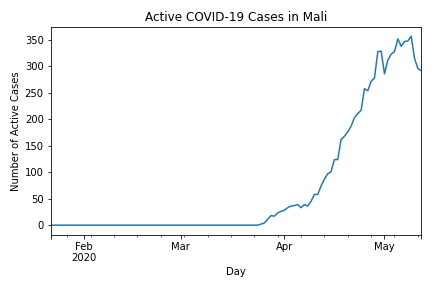 Active COVID-19 Cases in Mali
Number of Active Cases
350
300
250
200
150
100
50
0
Feb
2020
Mar
Apr
May
Day